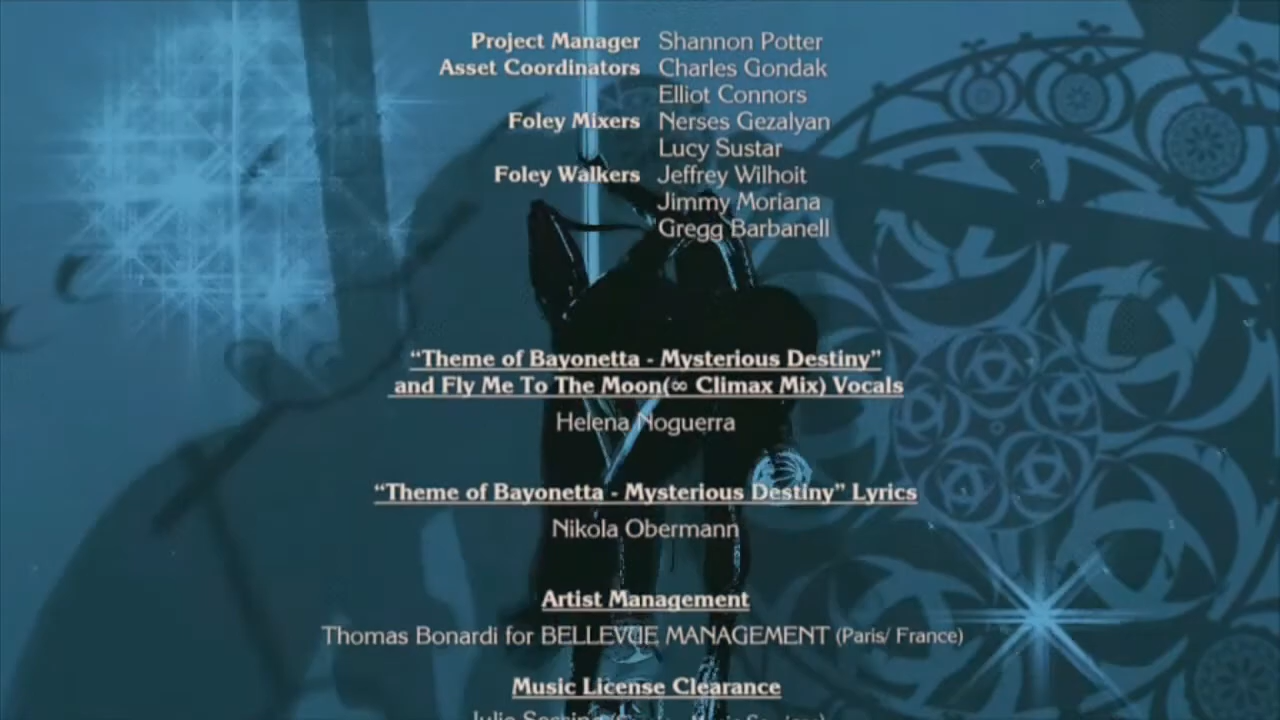 Project Manager Shannon Potter
Asset Coordinators Charles Gondak
Elliot Connors
Foley Mixers Nerses Gezalyan
Lucy Sustar
Foley Walkers Jeffrey Wilhoit
Jimmy Moriana
Gregg Barbanell
“Theme of Bayonetta - Mysterious Destiny”
and Fly Me To The Moon(∞ Climax Mix) Vocals
Helena Noguerra
“Theme of Bayonetta - Mysterious Destiny” Lyrics
Nikola Obermann
Artist Management
Thomas Bonardi for BELLEVUE MANAGEMENT (Paris/ France)
Music License Clearance